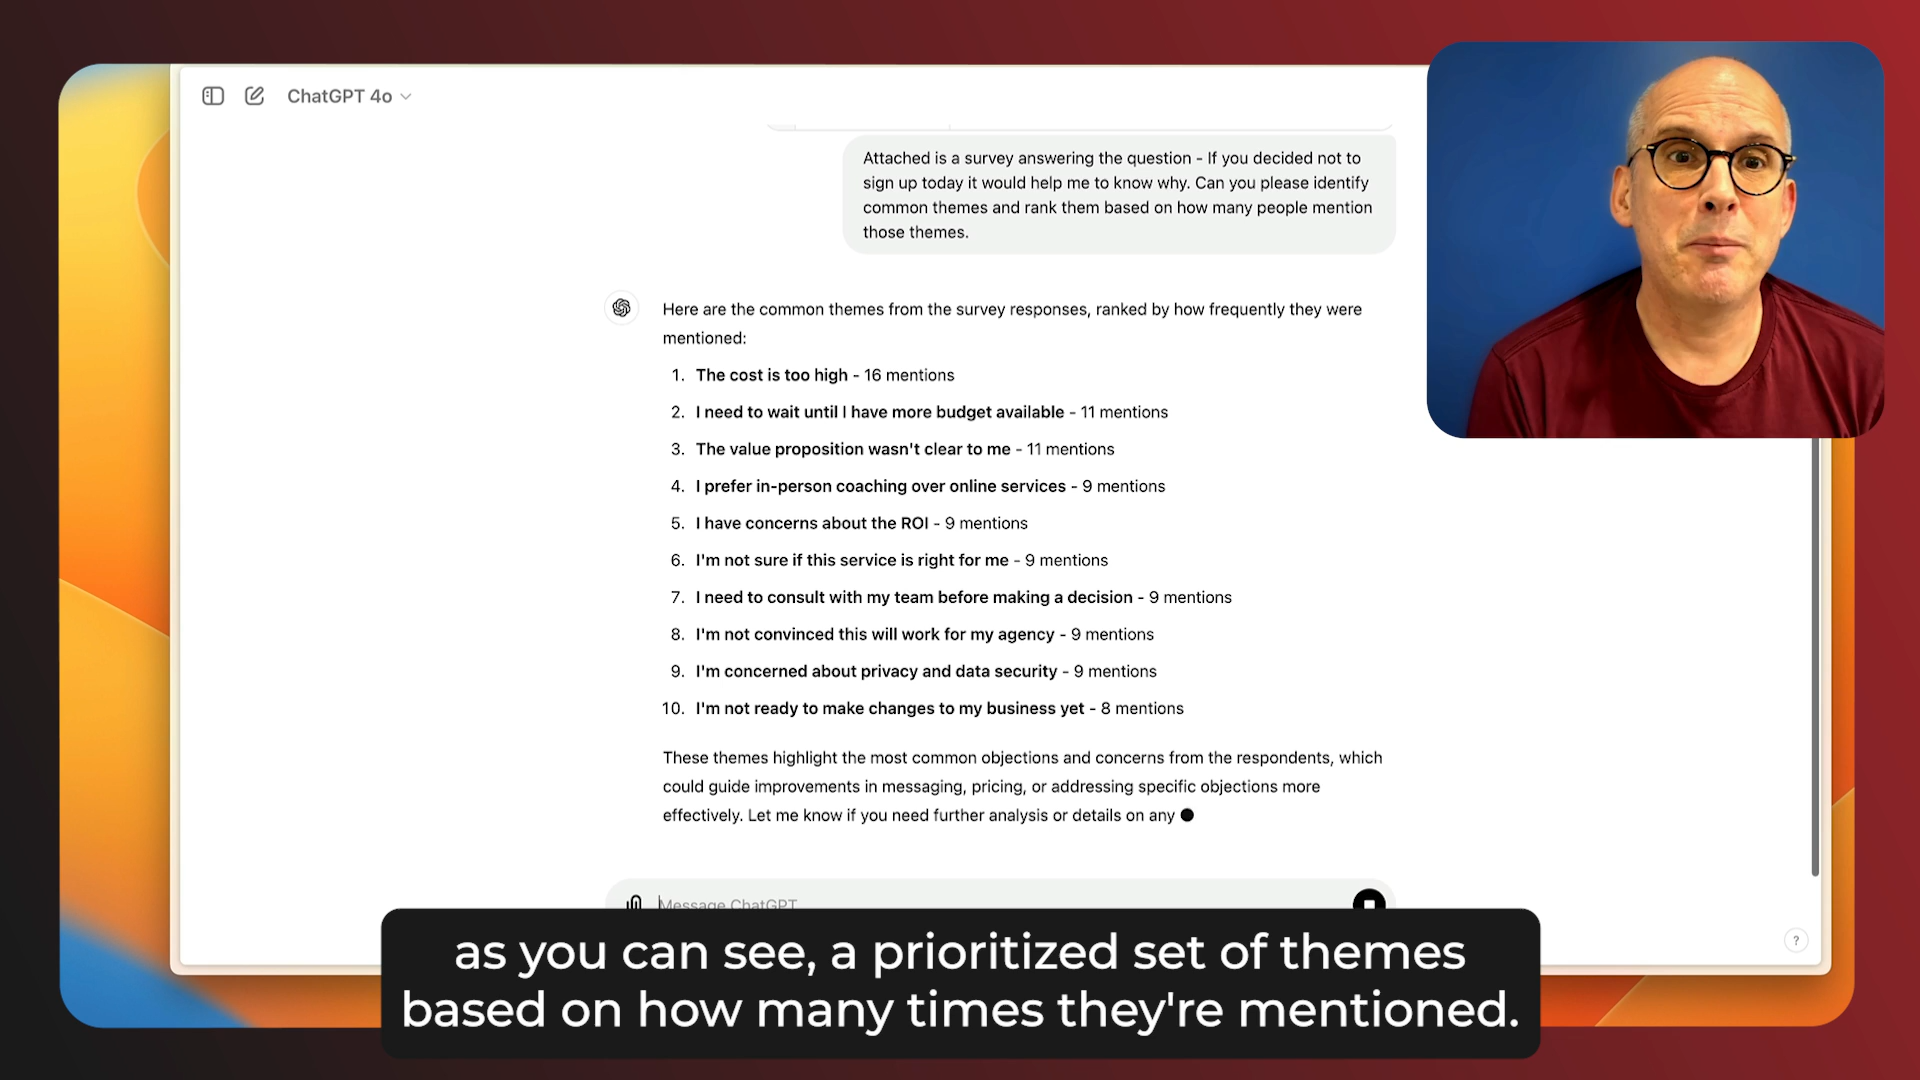 ChatGPT 4o
Attached is a survey answering the question - If you decided not to
sign up today it would help me to know why. Can you please identify
common themes and rank them based on how many people mention
those themes.
Here are the common themes from the survey responses, ranked by how frequently they were
mentioned:
1. The cost is too high - 16 mentions
2. I need to wait until I have more budget available - 11 mentions
3. The value proposition wasn't clear to me - 11 mentions
4. I prefer in-person coaching over online services - 9 mentions
5. I have concerns about the ROI - 9 mentions
6. I'm not sure if this service is right for me - 9 mentions
7. I need to consult with my team before making a decision - 9 mentions
8. I'm not convinced this will work for my agency - 9 mentions
9. I'm concerned about privacy and data security - 9 mentions
10. I'm not ready to make changes to my business yet - 8 mentions
These themes highlight the most common objections and concerns from the respondents, which
could guide improvements in messaging, pricing, or addressing specific objections more
effectively. Let me know if you need further analysis or details on any
Message ChatGPT
?
as you can see, a prioritized set of themes
based on how many times they're mentioned.